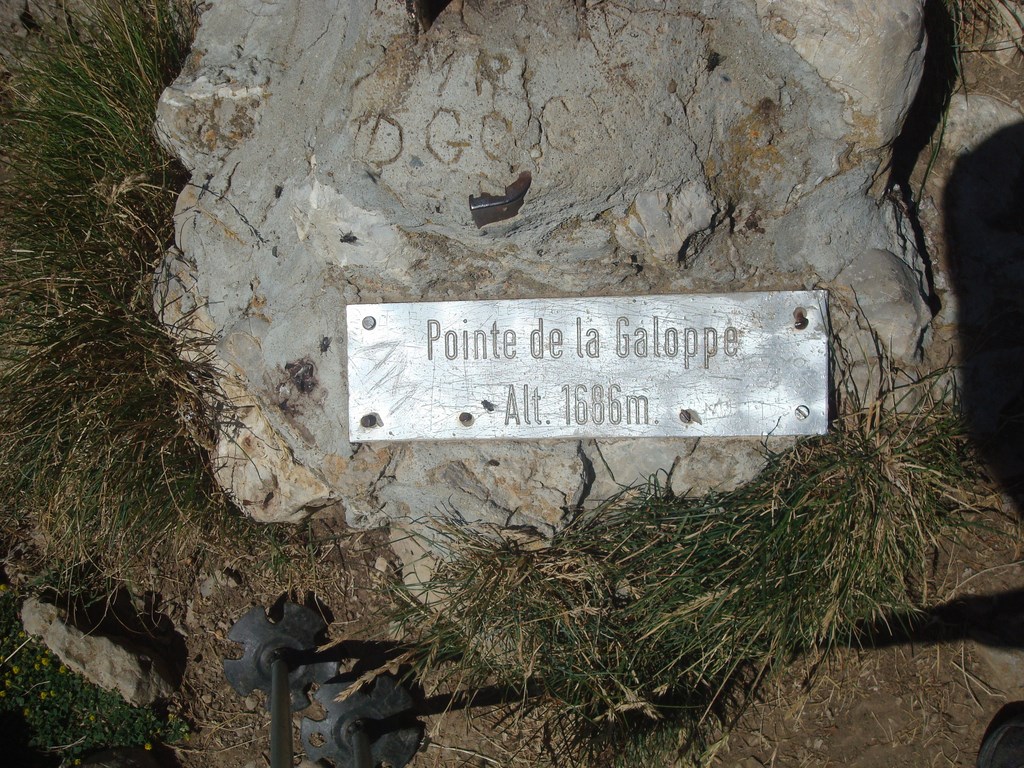 Pointe de la Galoppe
Alt. 1686m.